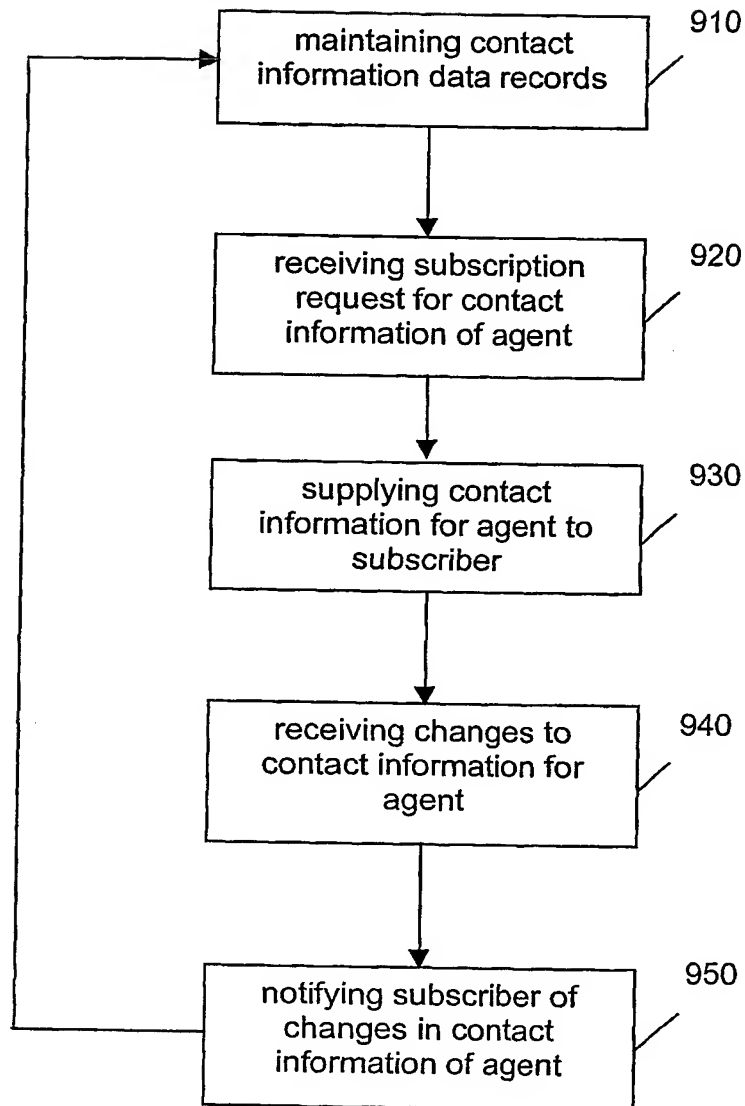 910
maintaining contact
information data records
920
receiving subscription
request for contact
information of agent
930
supplying contact
information for agent to
subscriber
940
receiving changes to
contact information for
agent
950
notifying subscriber of
changes in contact
information of agent